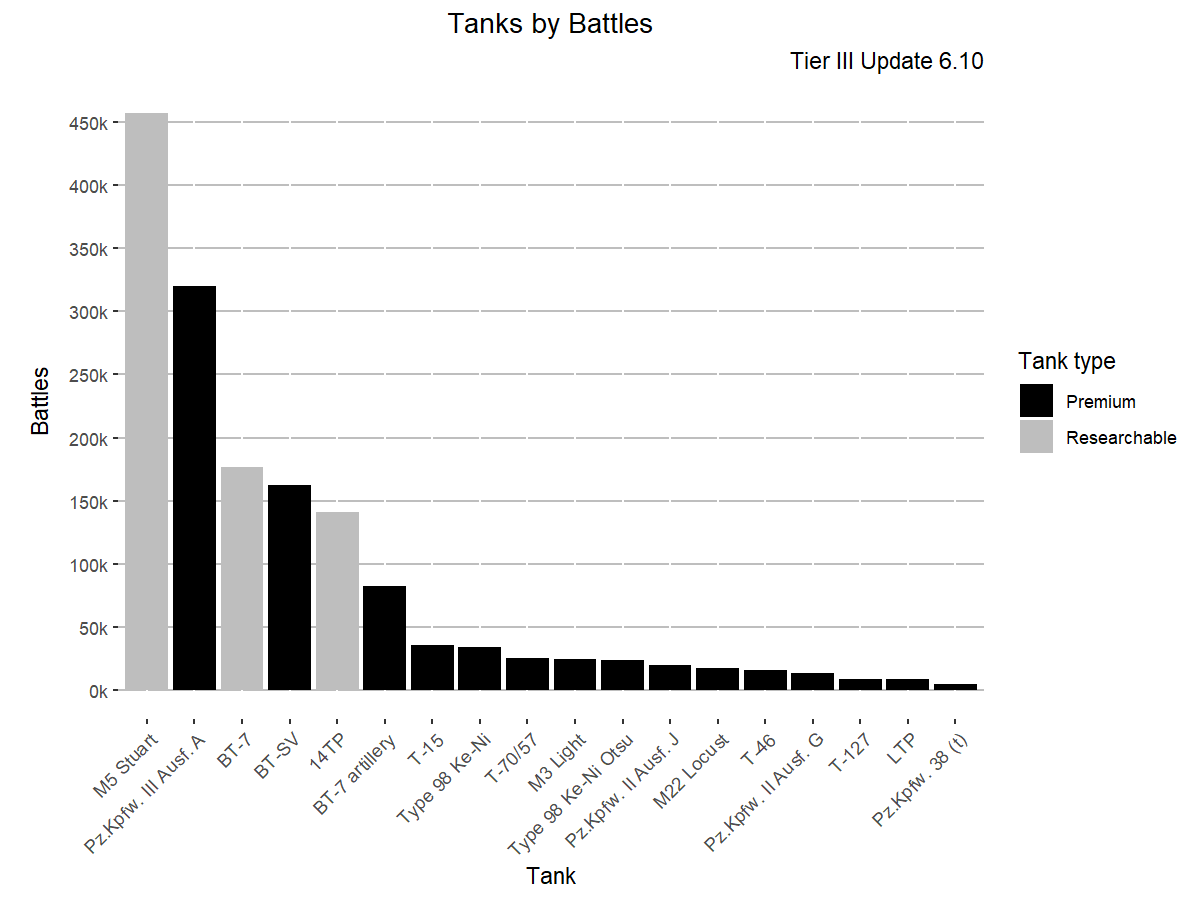 Tanks by Battles
Tier III Update 6.10
450k
400k
350k
300k
250k
200k
150k
100k
50k
0k
Battles
M5 Stuart
Pz.Kpfw. III Ausf. A
BT-7
BT-SV
14TP
BT-7 artillery
T-15
Type 98 Ke-Ni
T-70/57
M3 Light
Type 98 Ke-Ni Otsu
Pz.Kpfw. II Ausf. J
M22 Locust
T-46
Pz.Kpfw. II Ausf. G
T-127
LTP
Pz.Kpfw. 38 (t)
Tank
Tank type
Premium
Researchable